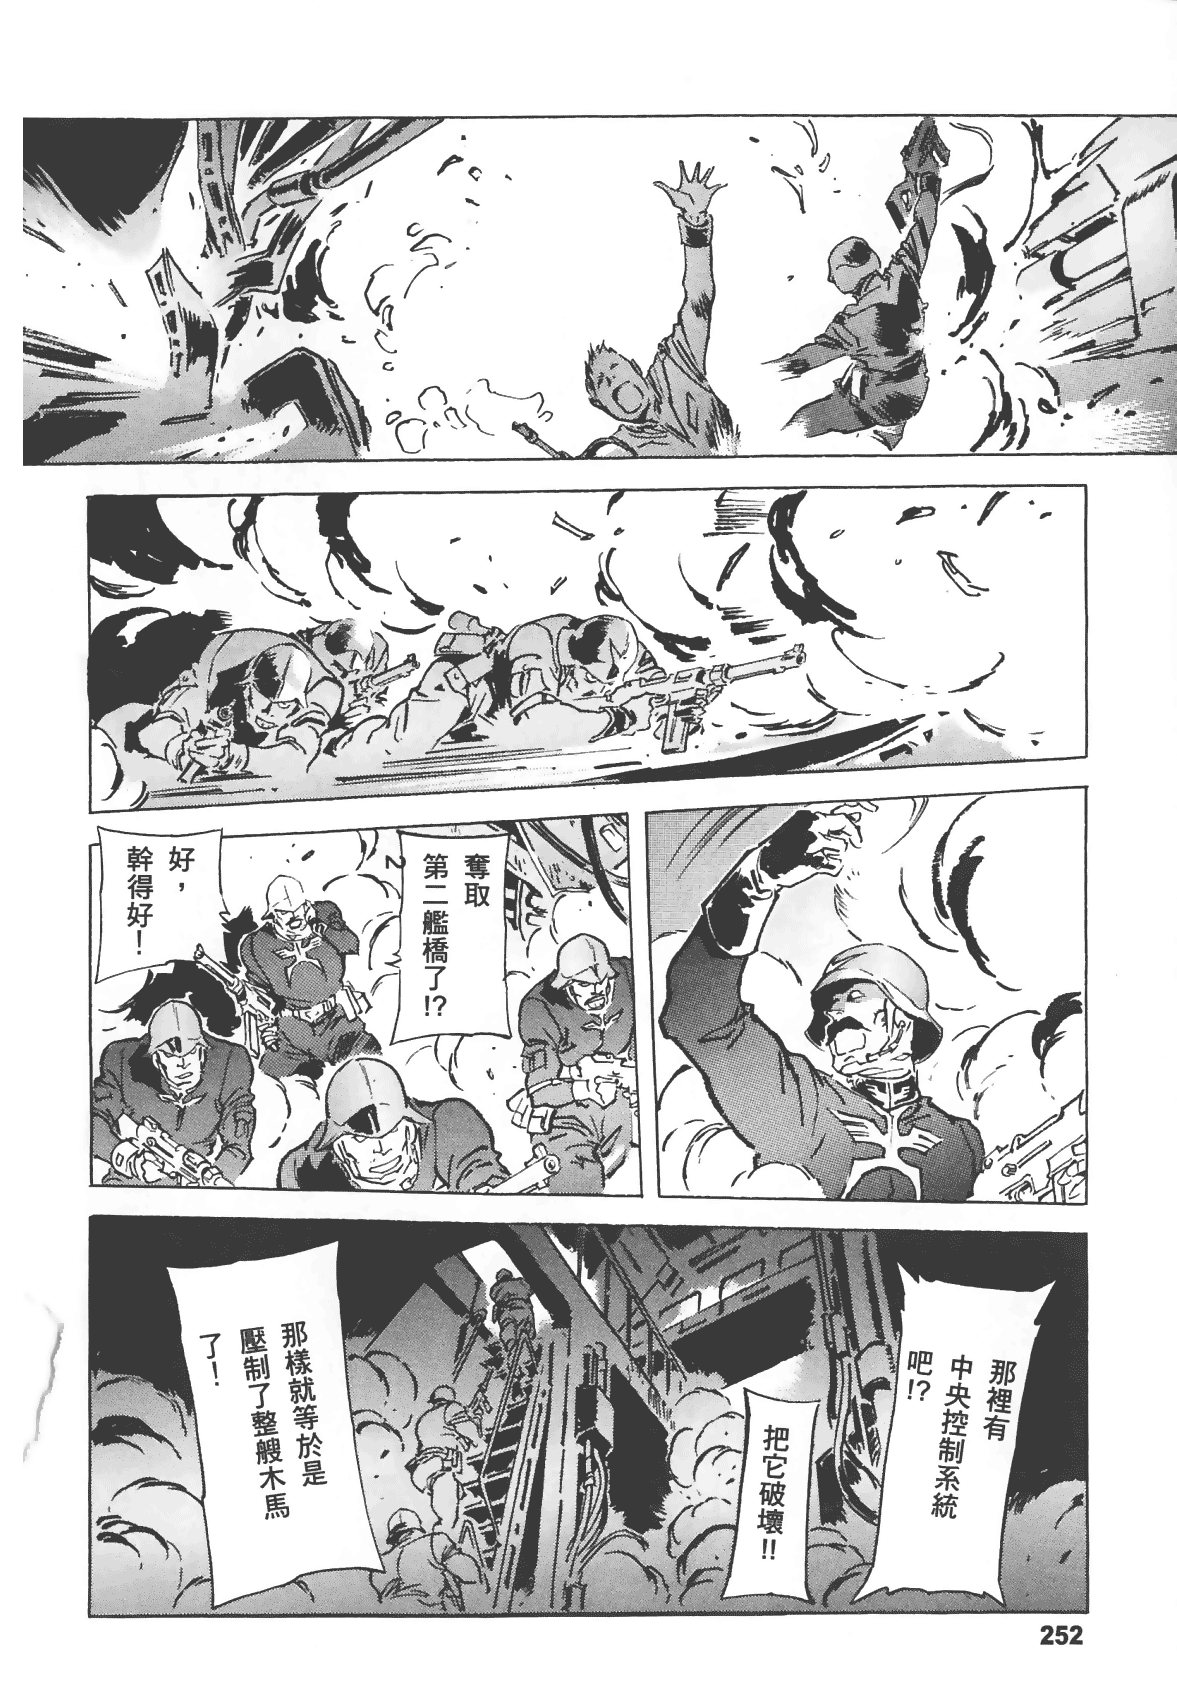 奪取
第二艦橋了!?
好，
幹得好！
那裡有
中央控制系統
吧!?
把它破壞!!
那樣就等於是
壓制了整艘木馬
了！
252